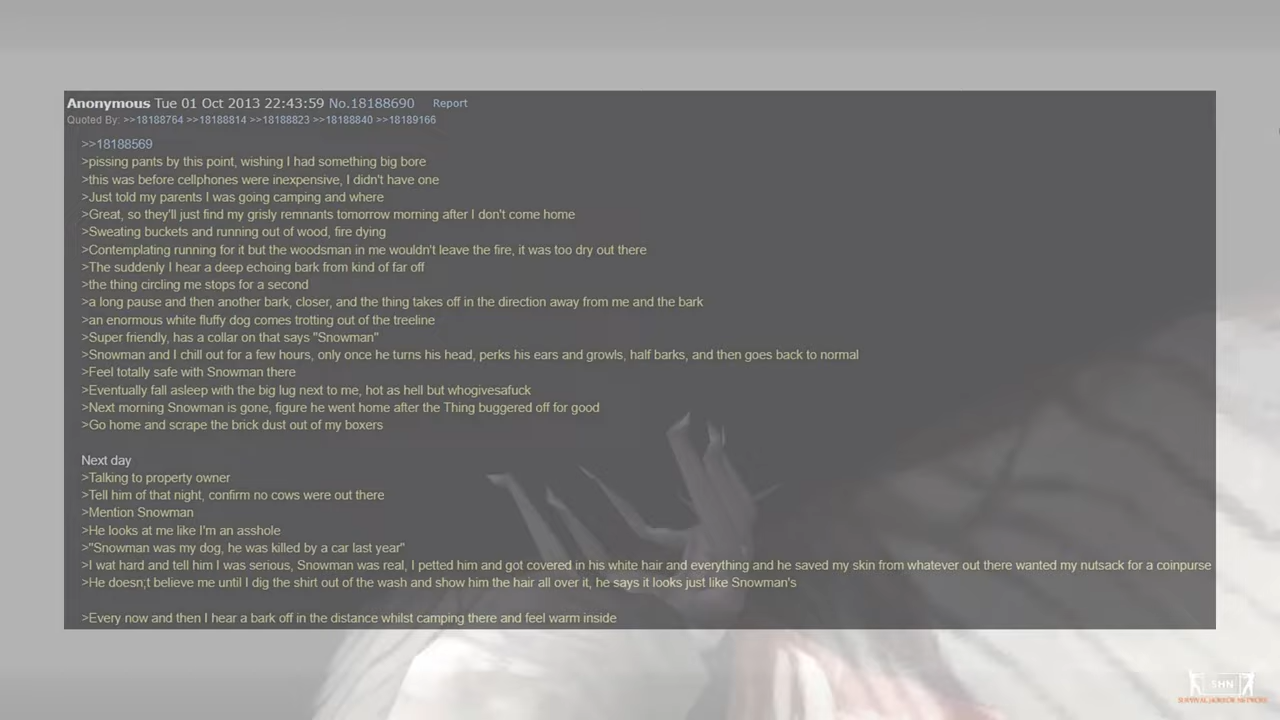 Anonymous Tue 01 Oct 2013 22:43:59 No.18188690 Report
Quoted By: >>18188764 >>18188814 >>18188823 >>18188840 >>18189166
>>18188569
>pissing pants by this point, wishing I had something big bore
>this was before cellphones were inexpensive, I didn't have one
>Just told my parents I was going camping and where
>Great, so they'll just find my grisly remnants tomorrow morning after I don't come home
>Sweating buckets and running out of wood, fire dying
>Contemplating running for it but the woodsman in me wouldn't leave the fire, it was too dry out there
>The suddenly I hear a deep echoing bark from kind of far off
>the thing circling me stops for a second
>a long pause and then another bark, closer, and the thing takes off in the direction away from me and the bark
>an enormous white fluffy dog comes trotting out of the treeline
>Super friendly, has a collar on that says "Snowman"
>Snowman and I chill out for a few hours, only once he turns his head, perks his ears and growls, half barks, and then goes back to normal
>Feel totally safe with Snowman there
>Eventually fall asleep with the big lug next to me, hot as hell but whogivesafuck
>Next morning Snowman is gone, figure he went home after the Thing buggered off for good
>Go home and scrape the brick dust out of my boxers
Next day
>Talking to property owner
>Tell him of that night, confirm no cows were out there
>Mention Snowman
>He looks at me like I'm an asshole
>"Snowman was my dog, he was killed by a car last year"
>I wat hard and tell him I was serious, Snowman was real, I petted him and got covered in his white hair and everything and he saved my skin from whatever out there wanted my nutsack for a coinpurse
>He doesn;t believe me until I dig the shirt out of the wash and show him the hair all over it, he says it looks just like Snowman's
>Every now and then I hear a bark off in the distance whilst camping there and feel warm inside
SHN
SURVIVAL HORROR NETWORK